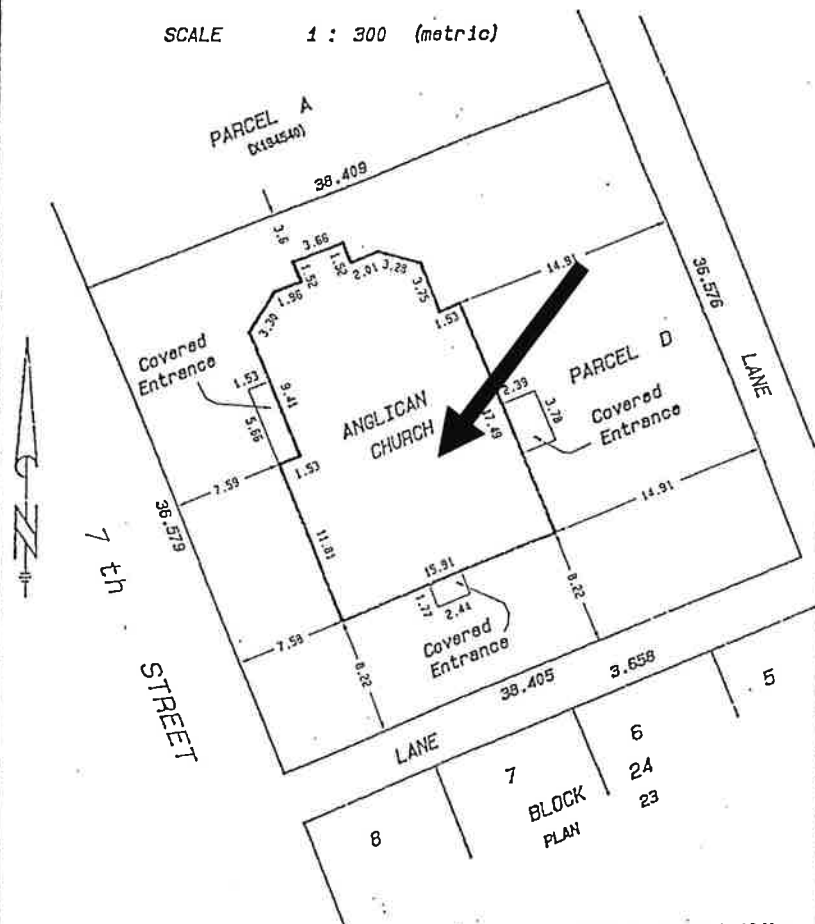 SCALE 1 : 300 (metric)
PARCEL A
(X194540)
38.409
3.6
3.66
1.52
1.52
2.01
3.28
1.96
3.75
3.30
1.53
14.91
36.576
LANE
Covered
Entrance
1.53
9.41
5.66
1.53
ANGLICAN
CHURCH
17.49
2.39
3.78
PARCEL D
Covered
Entrance
7.59
36.579
14.91
7 th STREET
11.81
15.91
1.77
2.44
Covered
Entrance
7.58
8.22
8.22
38.405
3.658
LANE
5
6
7
8
BLOCK 24
PLAN 23
N